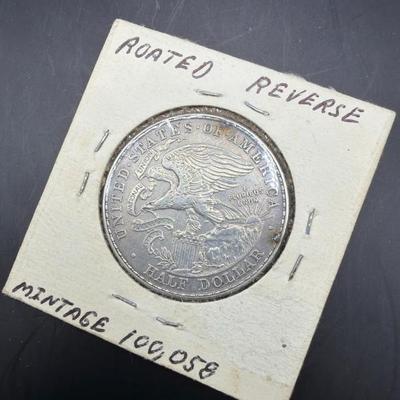 ROATED REVERSE
UNITED STATES · OF · AMERICA
HALF DOLLAR
MINTAGE 100,058